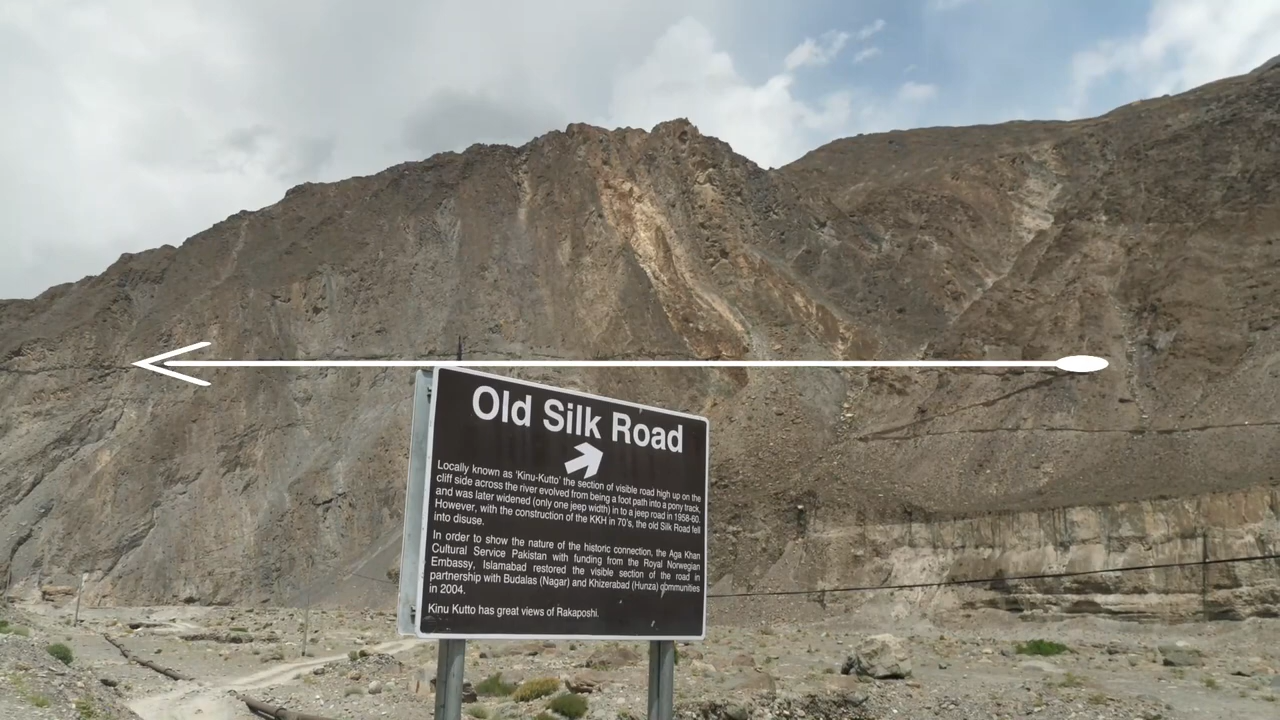 Old Silk Road
Locally known as 'Kinu-Kutto' the section of visible road high up on the
cliff side across the river evolved from being a foot path into a pony track,
and was later widened (only one jeep width) in to a jeep road in 1958-60.
However, with the construction of the KKH in 70's, the old Silk Road fell
into disuse.
In order to show the nature of the historic connection, the Aga Khan
Cultural Service Pakistan with funding from the Royal Norwegian
Embassy, Islamabad restored the visible section of the road in
partnership with Budalas (Nagar) and Khizerabad (Hunza) communities
in 2004.
Kinu Kutto has great views of Rakaposhi.